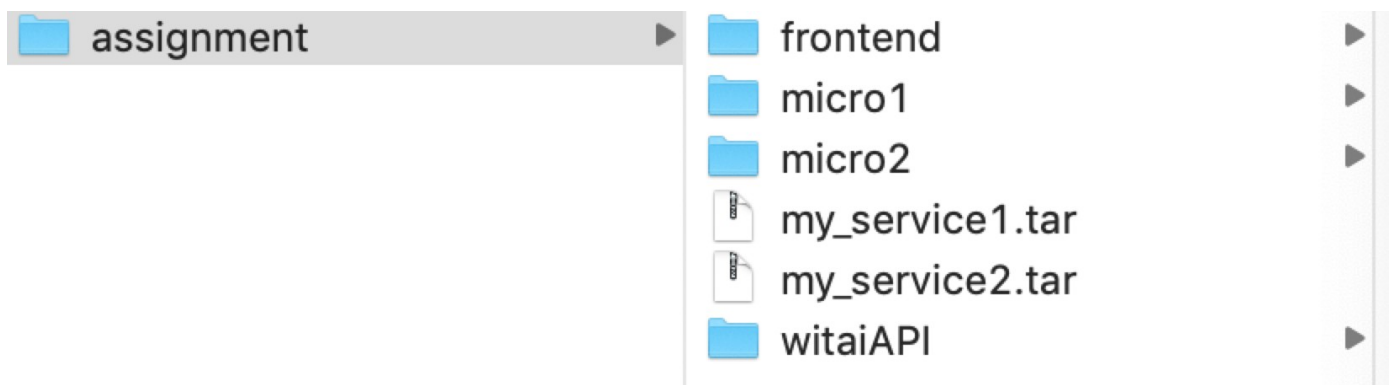 assignment
frontend
micro1
micro2
my_service1.tar
my_service2.tar
witaiAPI